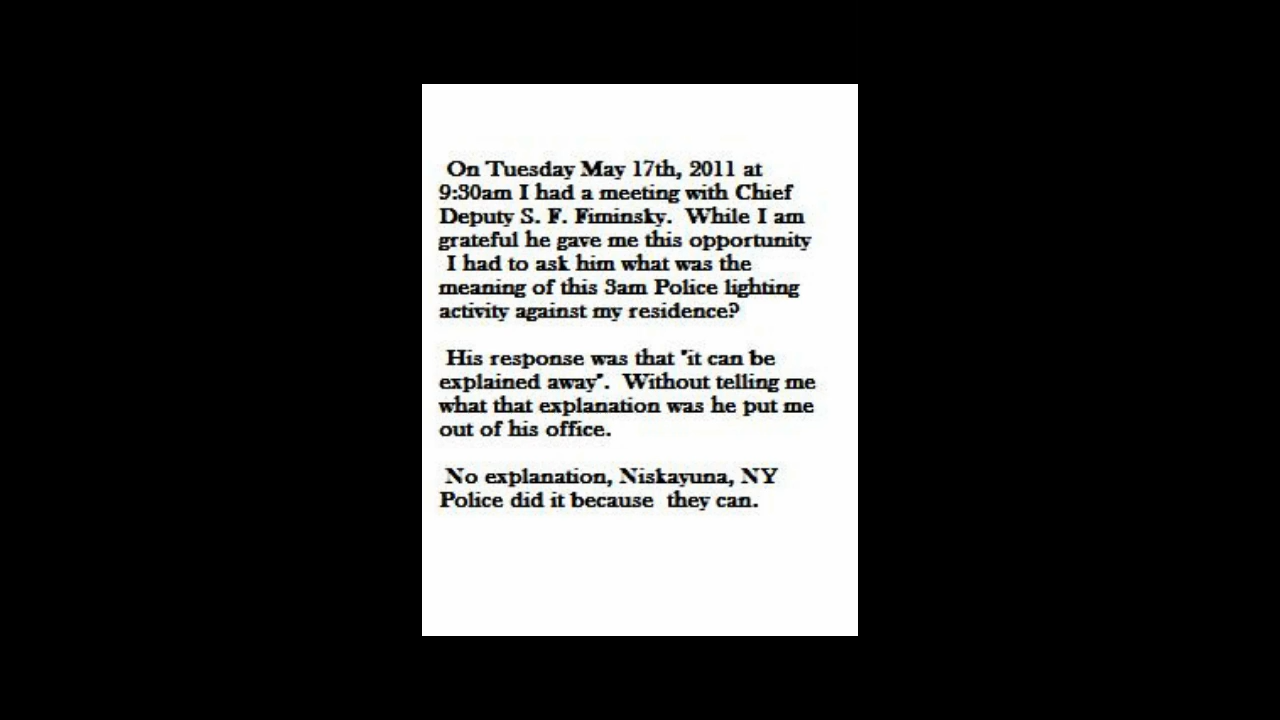 On Tuesday May 17th, 2011 at
9:30am I had a meeting with Chief
Deputy S. F. Fiminsky.  While I am
grateful he gave me this opportunity
I had to ask him what was the
meaning of this 3am Police lighting
activity against my residence?
His response was that "it can be
explained away".  Without telling me
what that explanation was he put me
out of his office.
No explanation, Niskayuna, NY
Police did it because  they can.